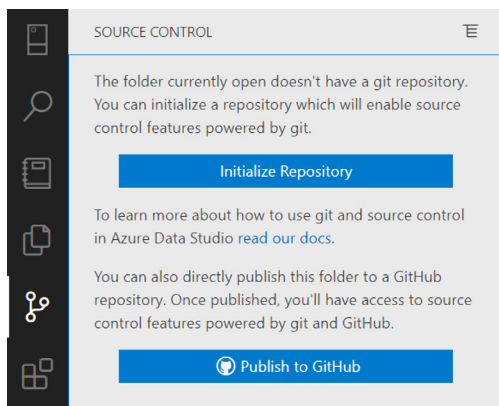 SOURCE CONTROL
The folder currently open doesn't have a git repository.
You can initialize a repository which will enable source
control features powered by git.
Initialize Repository
To learn more about how to use git and source control
in Azure Data Studio read our docs.
You can also directly publish this folder to a GitHub
repository. Once published, you'll have access to source
control features powered by git and GitHub.
Publish to GitHub